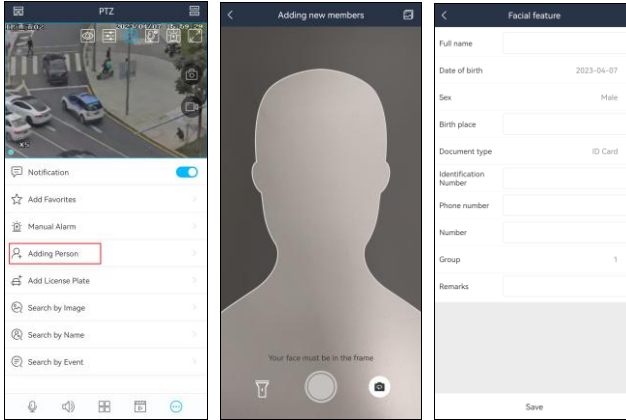 PTZ
x5
Notification
Add Favorites
Manual Alarm
Adding Person
Add License Plate
Search by Image
Search by Name
Search by Event
Adding new members
Your face must be in the frame
Facial feature
Full name
Date of birth 2023-04-07
Sex Male
Birth place
Document type ID Card
Identification
Number
Phone number
Number
Group 1
Remarks
Save